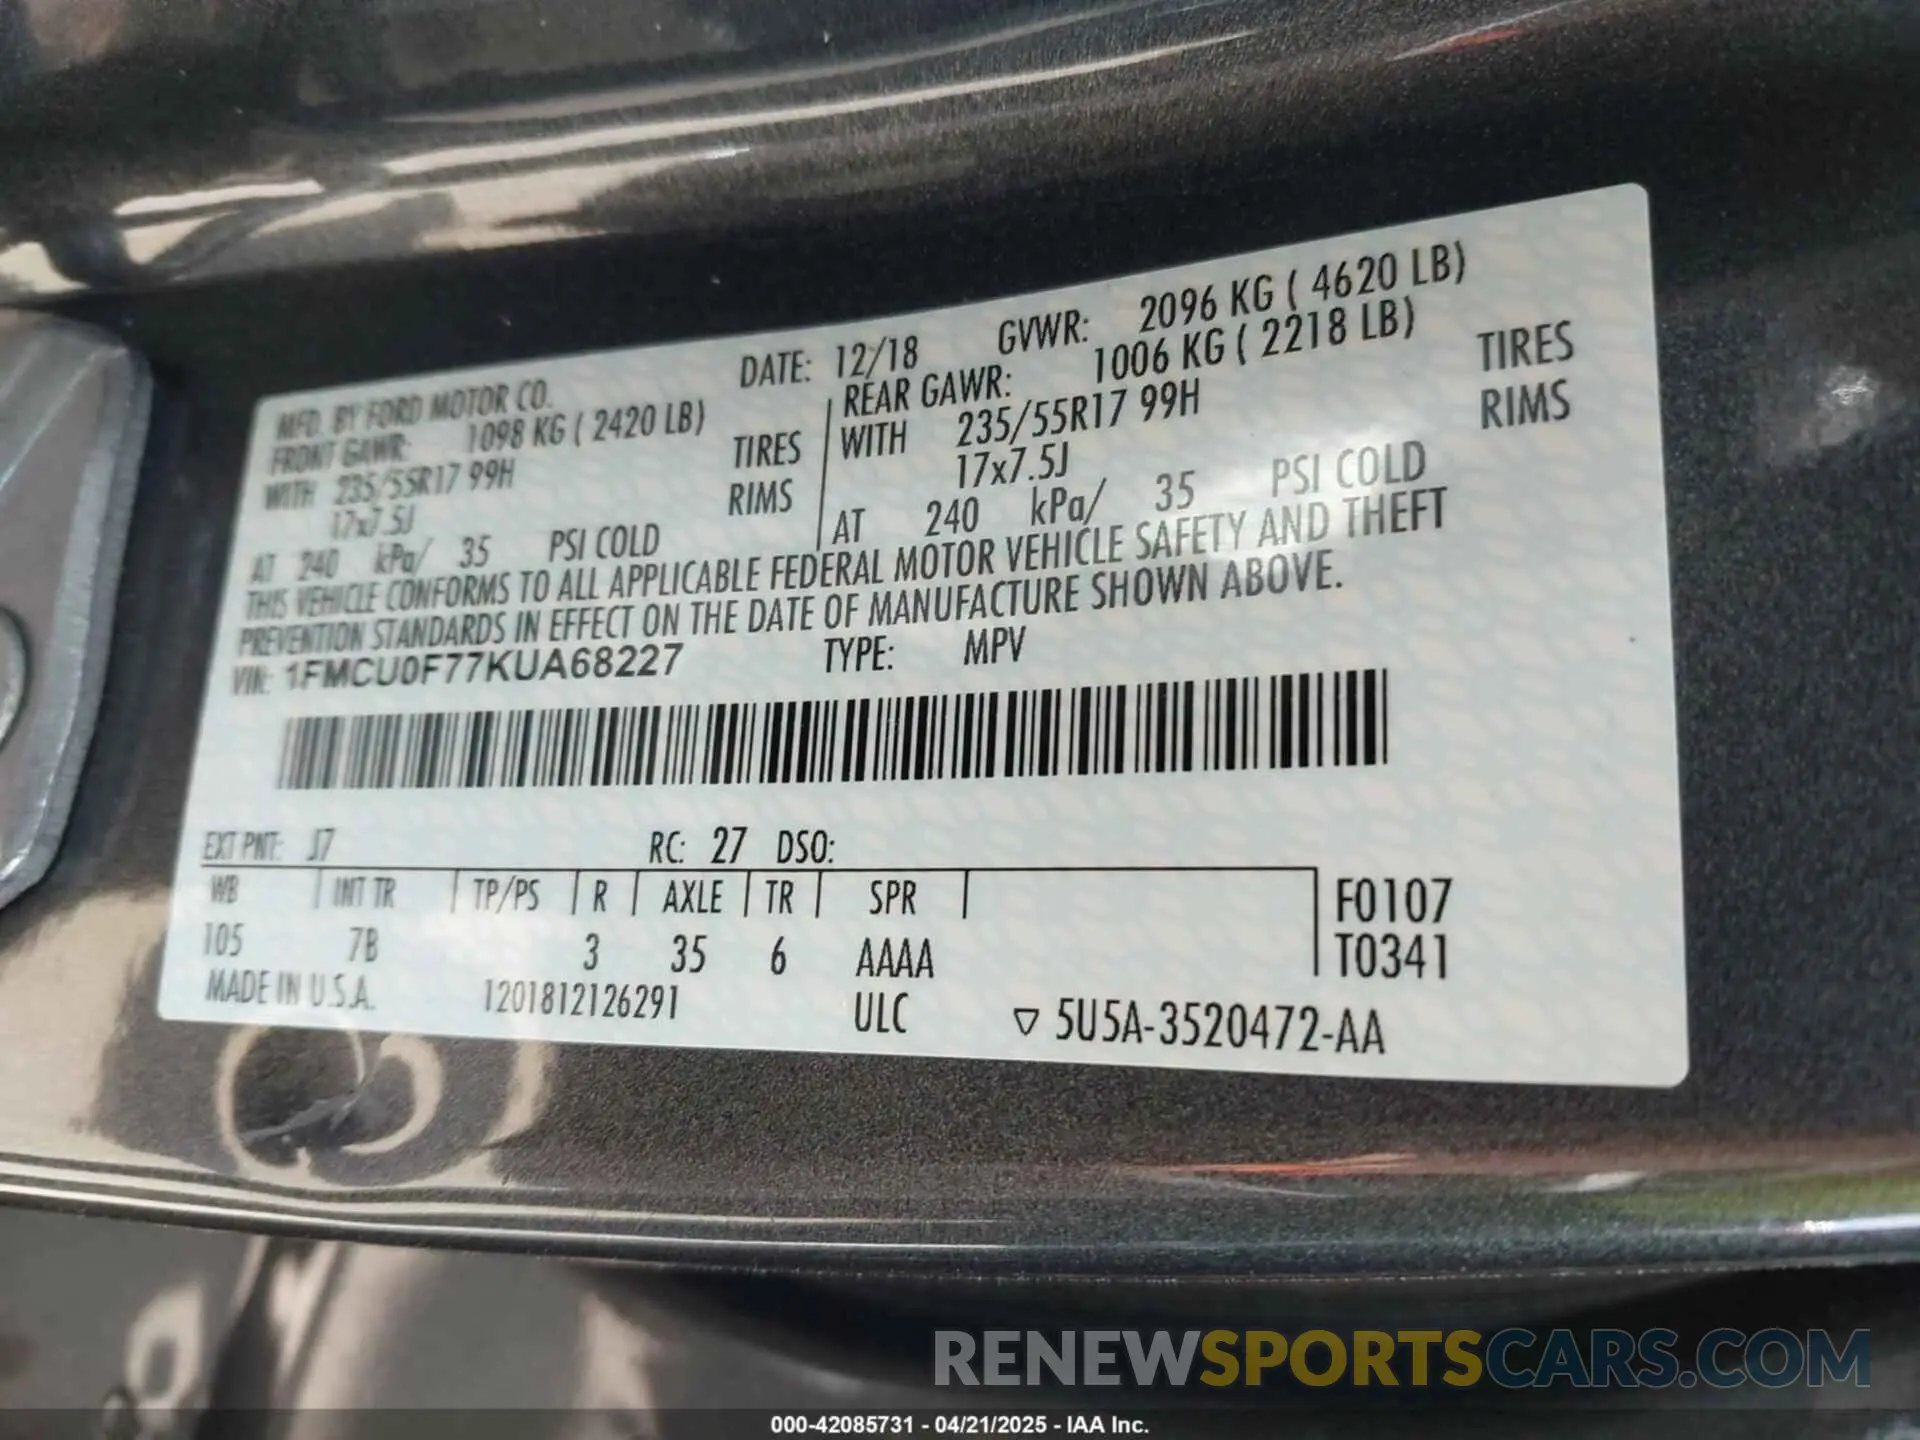 MFD. BY FORD MOTOR CO. DATE: 12/18 GVWR: 2096 KG ( 4620 LB)
FRONT GAWR: 1098 KG ( 2420 LB) REAR GAWR: 1006 KG ( 2218 LB)
WITH 235/55R17 99H TIRES WITH 235/55R17 99H TIRES
17x7.5J RIMS 17x7.5J RIMS
AT 240 kPa/ 35 PSI COLD AT 240 kPa/ 35 PSI COLD
THIS VEHICLE CONFORMS TO ALL APPLICABLE FEDERAL MOTOR VEHICLE SAFETY AND THEFT
PREVENTION STANDARDS IN EFFECT ON THE DATE OF MANUFACTURE SHOWN ABOVE.
VIN: 1FMCU0F77KUA68227 TYPE: MPV
EXT PNT: J7 RC: 27 DSO:
WB INT TR TP/PS R AXLE TR SPR F0107
105 7B 3 35 6 AAAA T0341
MADE IN U.S.A. 1201812126291 ULC ▽ 5U5A-3520472-AA
RENEWSPORTSCARS.COM
000-42085731 - 04/21/2025 - IAA Inc.